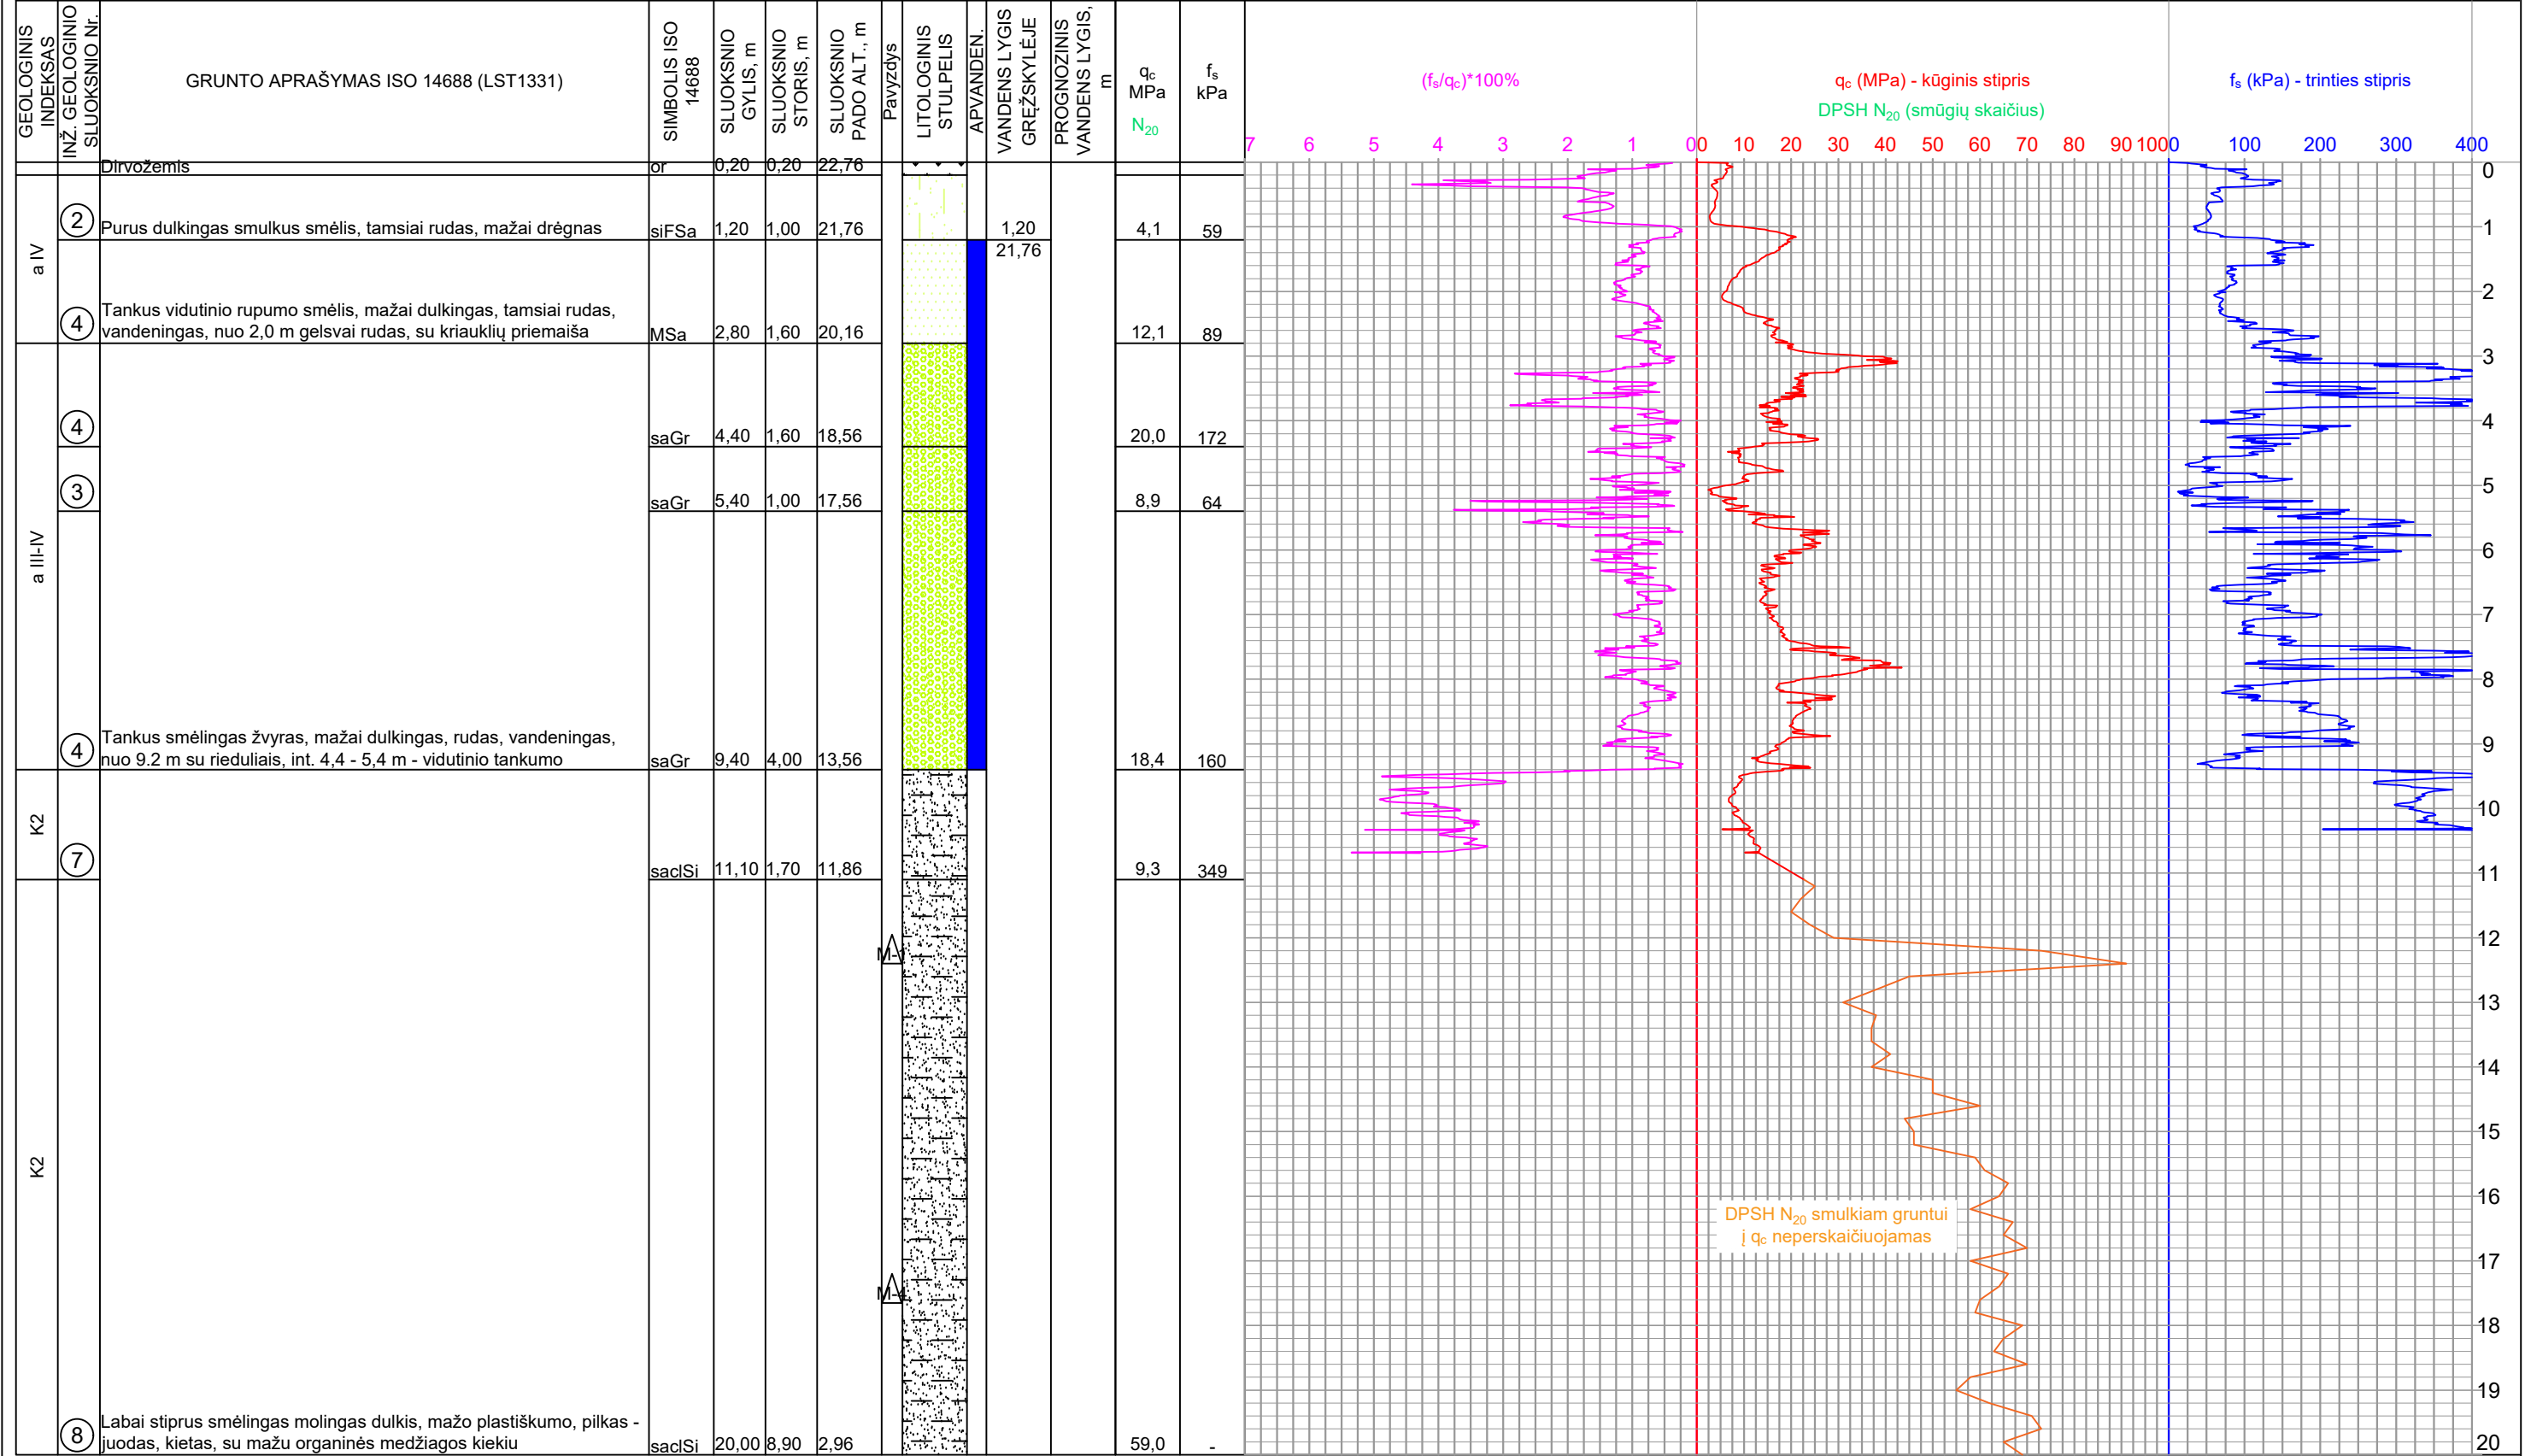 GEOLOGINIS
INDEKSAS
INŽ. GEOLOGINIO
SLUOKSNIO Nr.
GRUNTO APRAŠYMAS ISO 14688 (LST1331)
SIMBOLIS ISO
14688
SLUOKSNIO
GYLIS, m
SLUOKSNIO
STORIS, m
SLUOKSNIO
PADO ALT., m
Pavyzdys
LITOLOGINIS
STULPELIS
APVANDEN.
VANDENS LYGIS
GRĘŽSKYLĖJE
PROGNOZINIS
VANDENS LYGIS,
m
qc
MPa
N20
fs
kPa
(fs/qc)*100%
qc (MPa) - kūginis stipris
DPSH N20 (smūgių skaičius)
fs (kPa) - trinties stipris
7 6 5 4 3 2 1 0
0 10 20 30 40 50 60 70 80 90 100
0 100 200 300 400
Dirvožemis or 0,20 0,20 22,76
a IV
2 Purus dulkingas smulkus smėlis, tamsiai rudas, mažai drėgnas siFSa 1,20 1,00 21,76 1,20 4,1 59
21,76
Tankus vidutinio rupumo smėlis, mažai dulkingas, tamsiai rudas,
4 vandeningas, nuo 2,0 m gelsvai rudas, su kriauklių priemaiša MSa 2,80 1,60 20,16 12,1 89
a III-IV
4 saGr 4,40 1,60 18,56 20,0 172
3 saGr 5,40 1,00 17,56 8,9 64
Tankus smėlingas žvyras, mažai dulkingas, rudas, vandeningas,
4 nuo 9.2 m su rieduliais, int. 4,4 - 5,4 m - vidutinio tankumo saGr 9,40 4,00 13,56 18,4 160
K2
7 saclSi 11,10 1,70 11,86 9,3 349
K2
M-1
M-4
DPSH N20 smulkiam gruntui
į qc neperskaičiuojamas
Labai stiprus smėlingas molingas dulkis, mažo plastiškumo, pilkas -
8 juodas, kietas, su mažu organinės medžiagos kiekiu saclSi 20,00 8,90 2,96 59,0 -
0
1
2
3
4
5
6
7
8
9
10
11
12
13
14
15
16
17
18
19
20